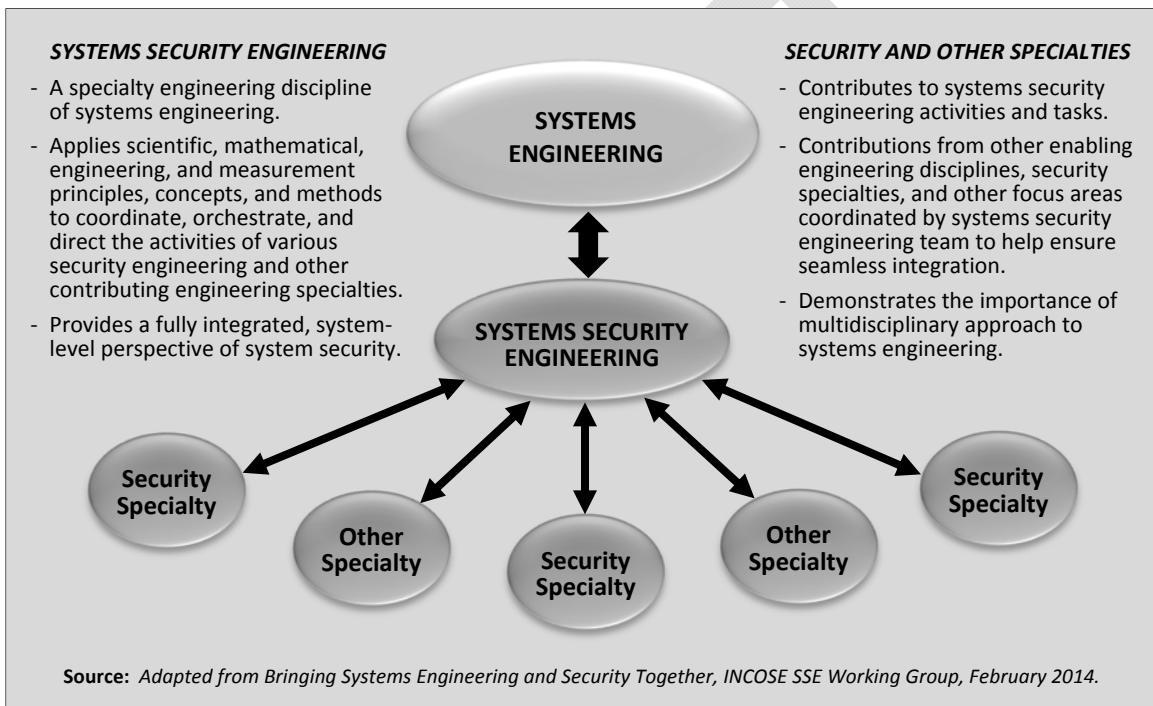 SYSTEMS SECURITY ENGINEERING
- A specialty engineering discipline
of systems engineering.
- Applies scientific, mathematical,
engineering, and measurement
principles, concepts, and methods
to coordinate, orchestrate, and
direct the activities of various
security engineering and other
contributing engineering specialties.
- Provides a fully integrated, system-
level perspective of system security.
SYSTEMS
ENGINEERING
SECURITY AND OTHER SPECIALTIES
- Contributes to systems security
engineering activities and tasks.
- Contributions from other enabling
engineering disciplines, security
specialties, and other focus areas
coordinated by systems security
engineering team to help ensure
seamless integration.
- Demonstrates the importance of
multidisciplinary approach to
systems engineering.
SYSTEMS SECURITY
ENGINEERING
Security
Specialty
Other
Specialty
Security
Specialty
Other
Specialty
Security
Specialty
Source: Adapted from Bringing Systems Engineering and Security Together, INCOSE SSE Working Group, February 2014.